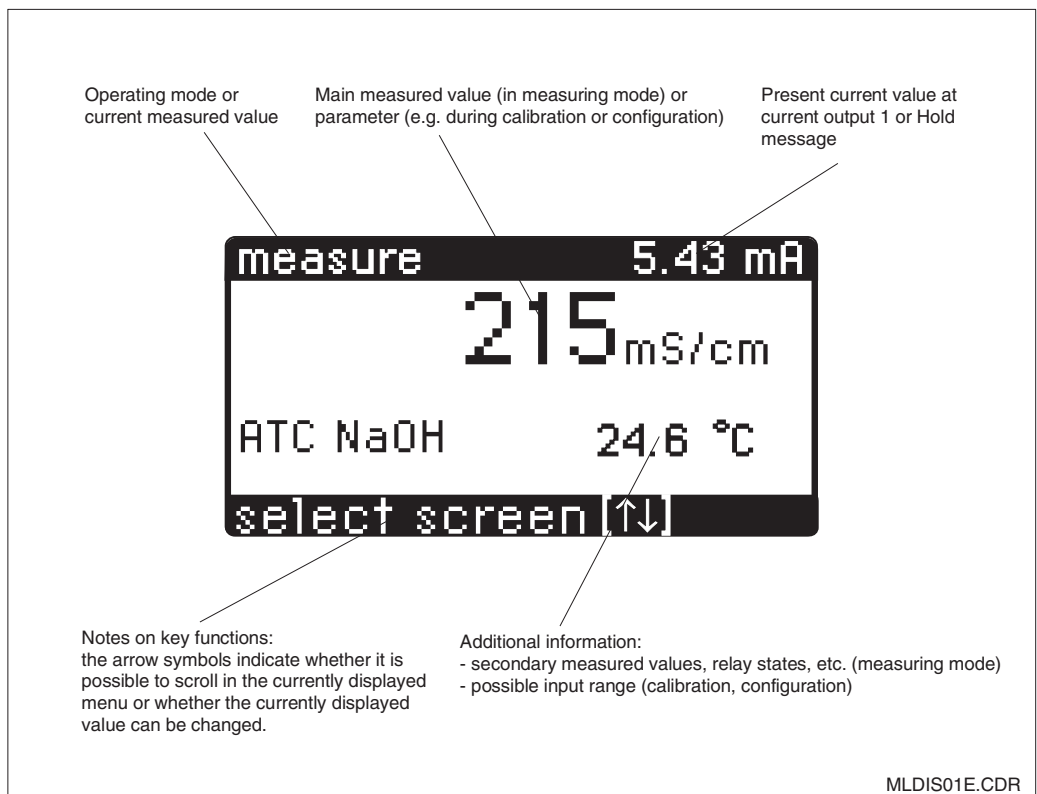 Operating mode or
current measured value
Main measured value (in measuring mode) or
parameter (e.g. during calibration or configuration)
Present current value at
current output 1 or Hold
message
measure 5.43 mA
215 mS/cm
ATC NaOH 24.6 °C
select screen [↑↓]
Notes on key functions:
the arrow symbols indicate whether it is
possible to scroll in the currently displayed
menu or whether the currently displayed
value can be changed.
Additional information:
- secondary measured values, relay states, etc. (measuring mode)
- possible input range (calibration, configuration)
MLDIS01E.CDR